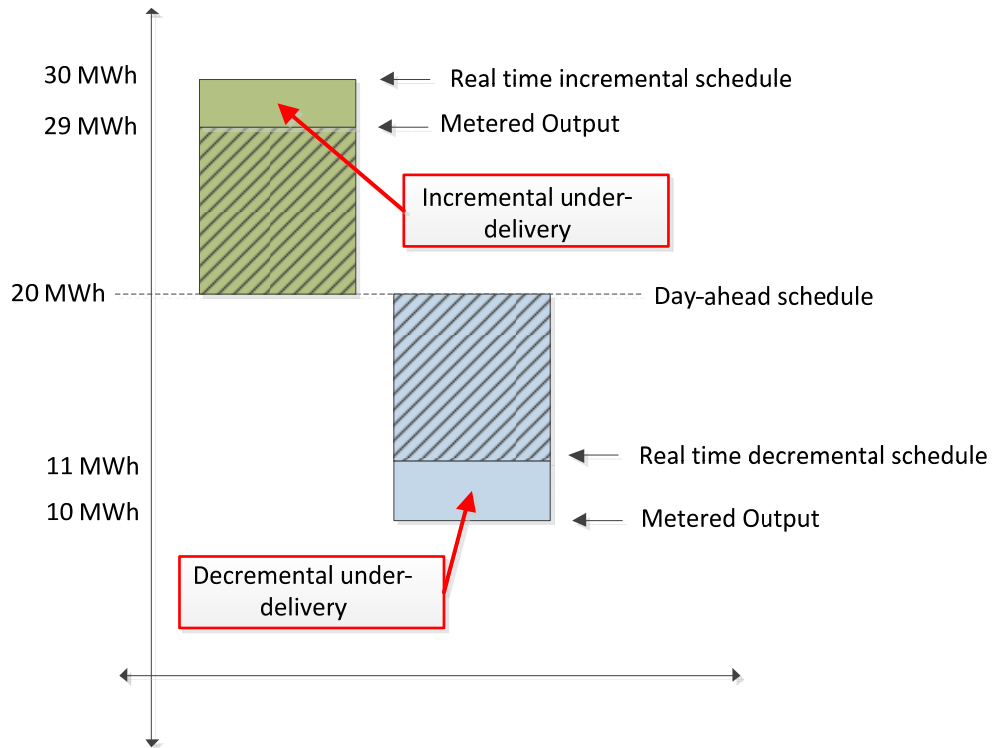 30 MWh
Real time incremental schedule
29 MWh
Metered Output
Incremental under-
delivery
20 MWh
Day-ahead schedule
11 MWh
Real time decremental schedule
10 MWh
Metered Output
Decremental under-
delivery